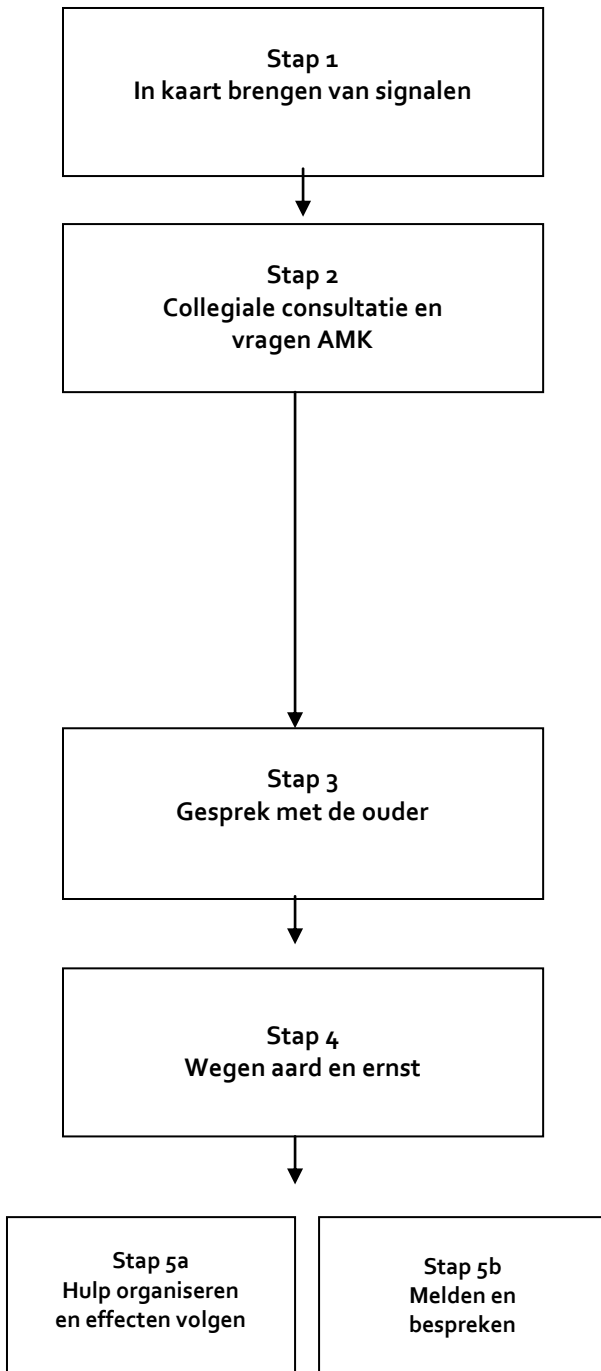 Stap 1
In kaart brengen van signalen
Stap 2
Collegiale consultatie en
vragen AMK
Stap 3
Gesprek met de ouder
Stap 4
Wegen aard en ernst
Stap 5a
Hulp organiseren
en effecten volgen
Stap 5b
Melden en
bespreken